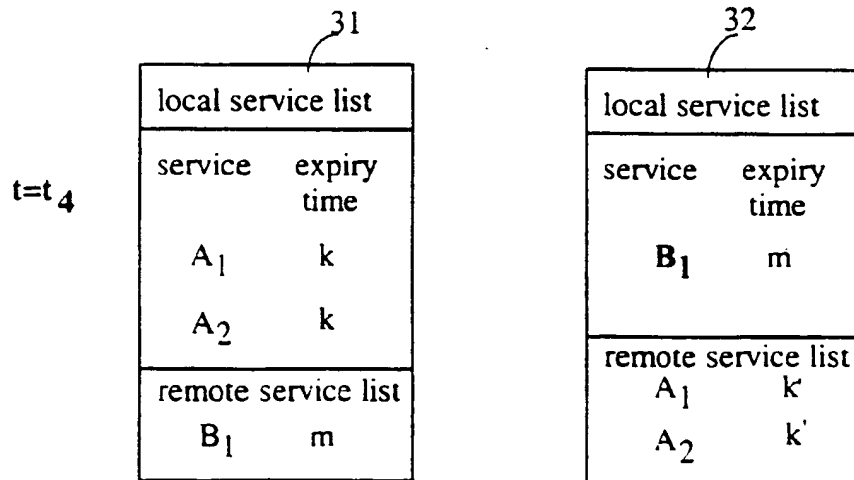 31
local service list
service expiry
time
A1 k
A2 k
remote service list
B1 m
t=t4
32
local service list
service expiry
time
B1 m
remote service list
A1 k'
A2 k'